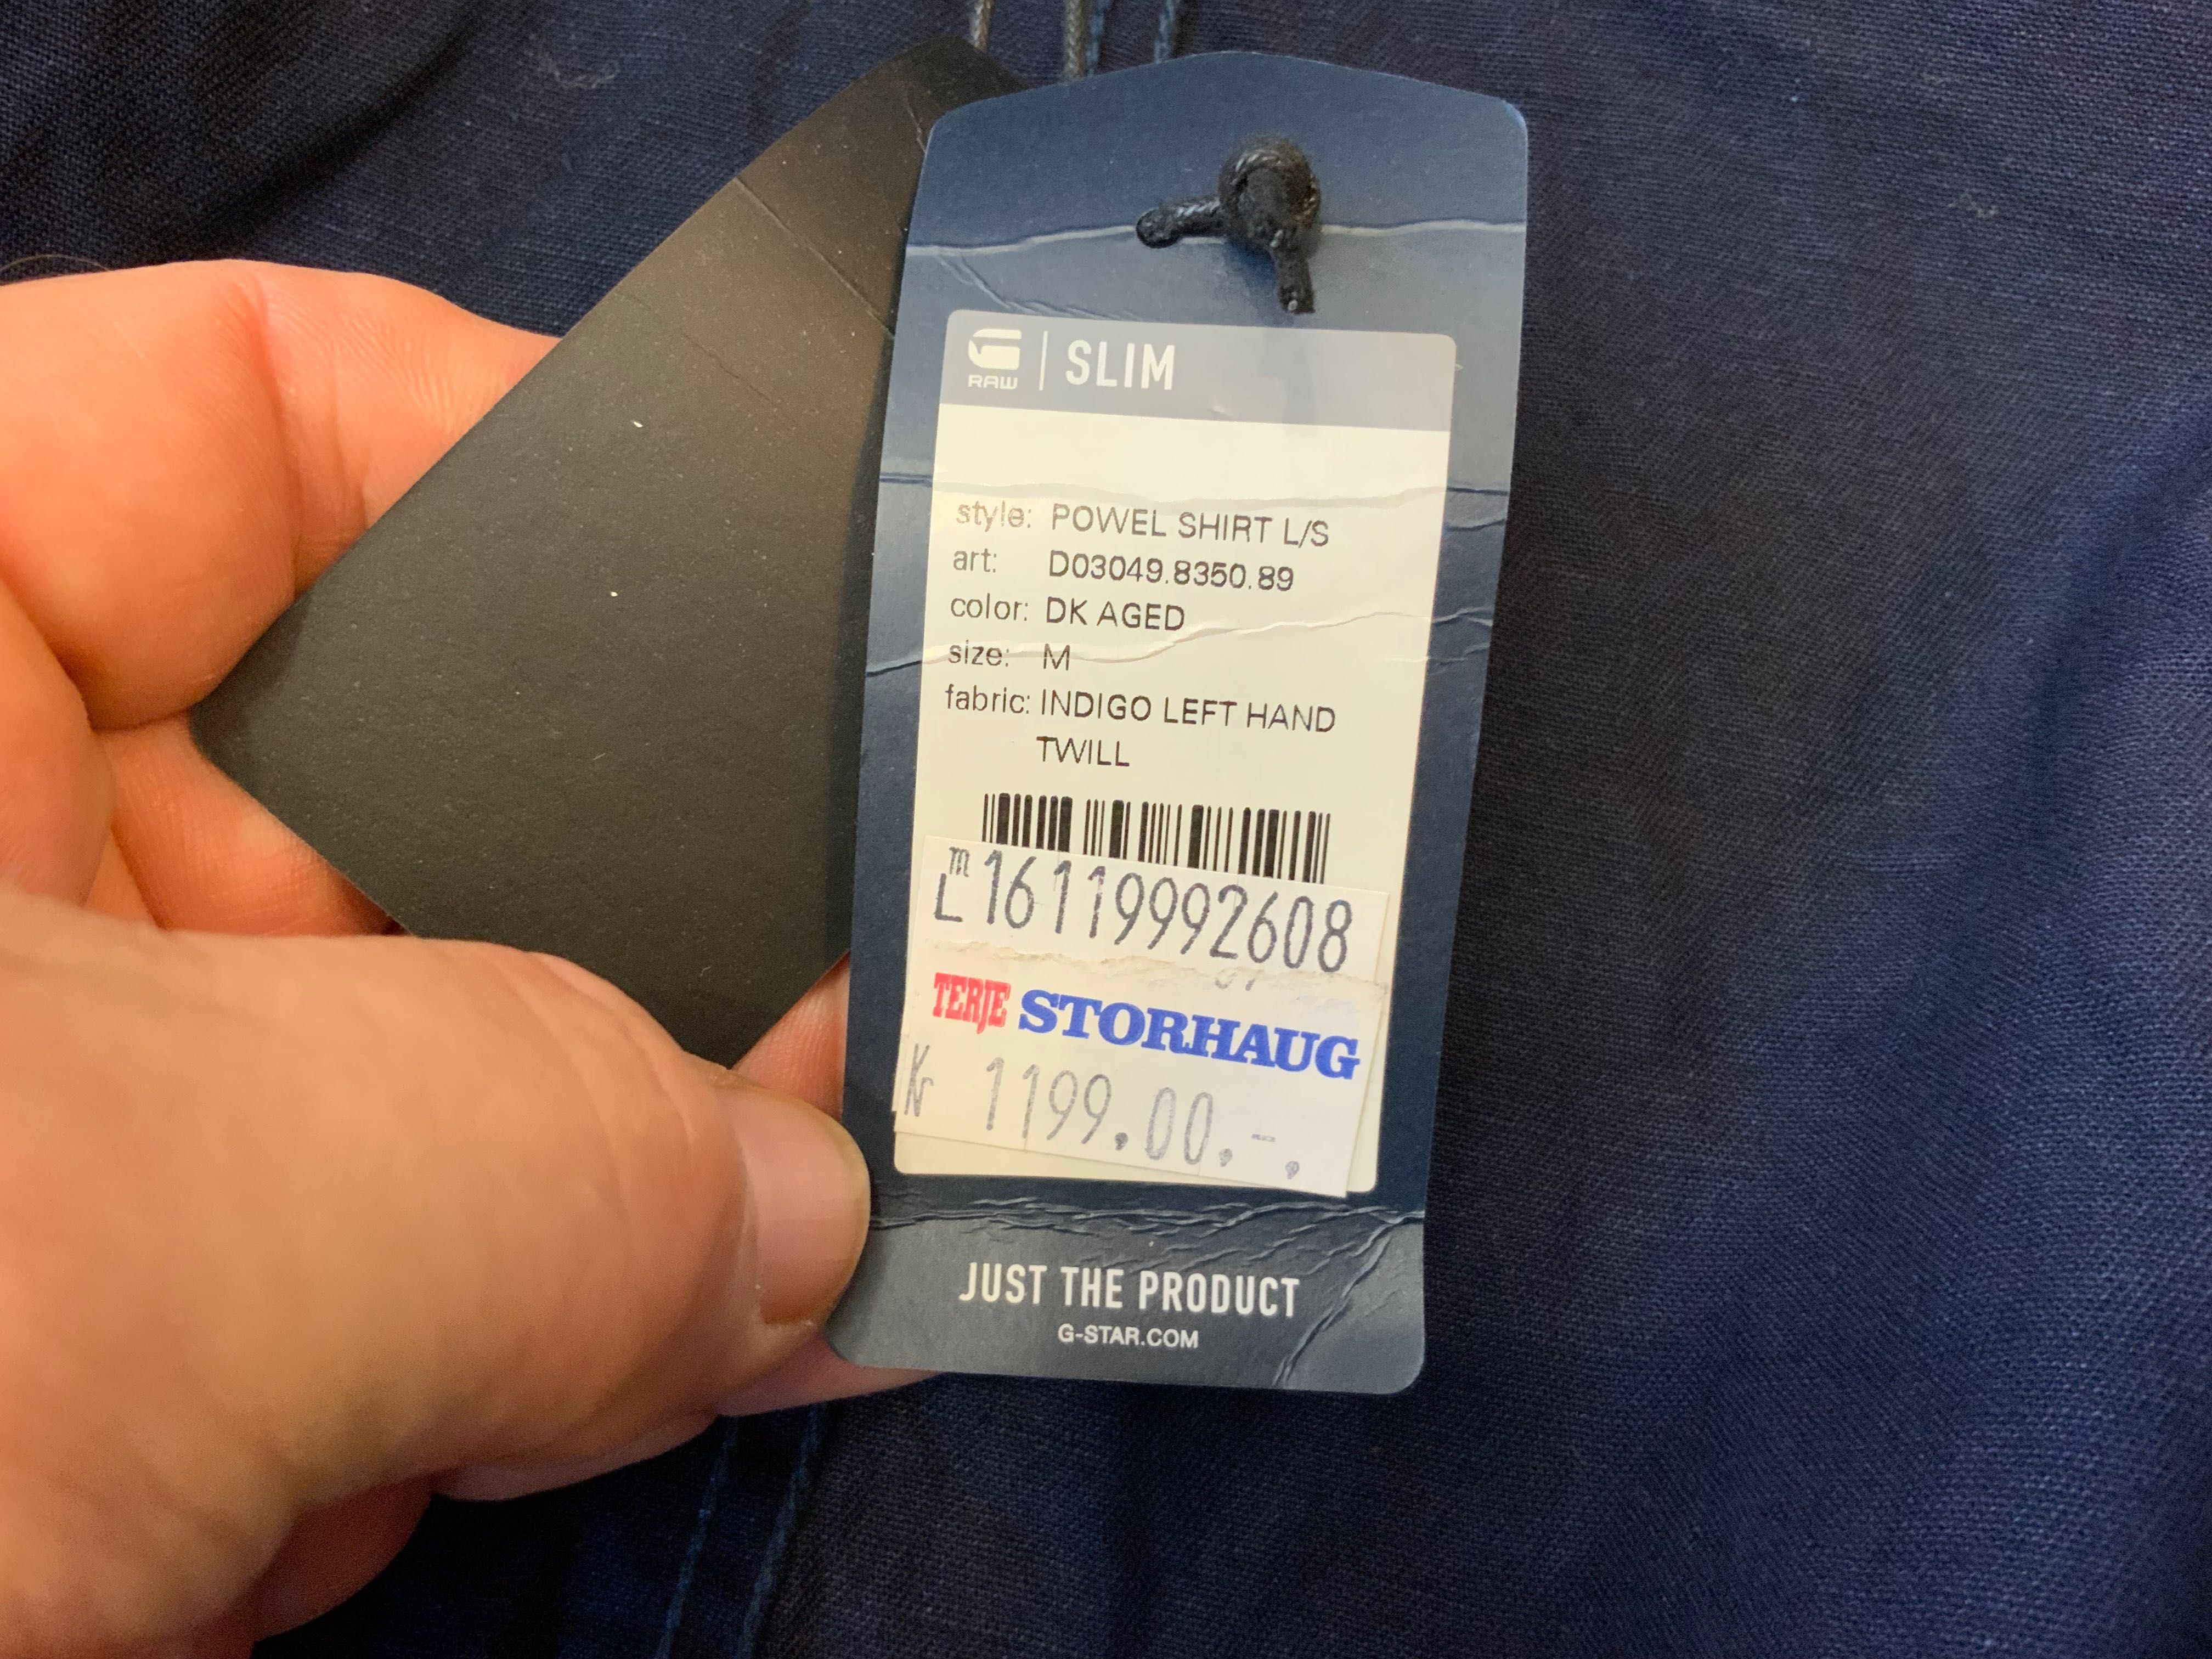 RAW | SLIM
style: POWEL SHIRT L/S
art: D03049.8350.89
color: DK AGED
size: M
fabric: INDIGO LEFT HAND
TWILL
Lm 16119992608
TERJE STORHAUG
Kr 1199.00.-,
JUST THE PRODUCT
G-STAR.COM